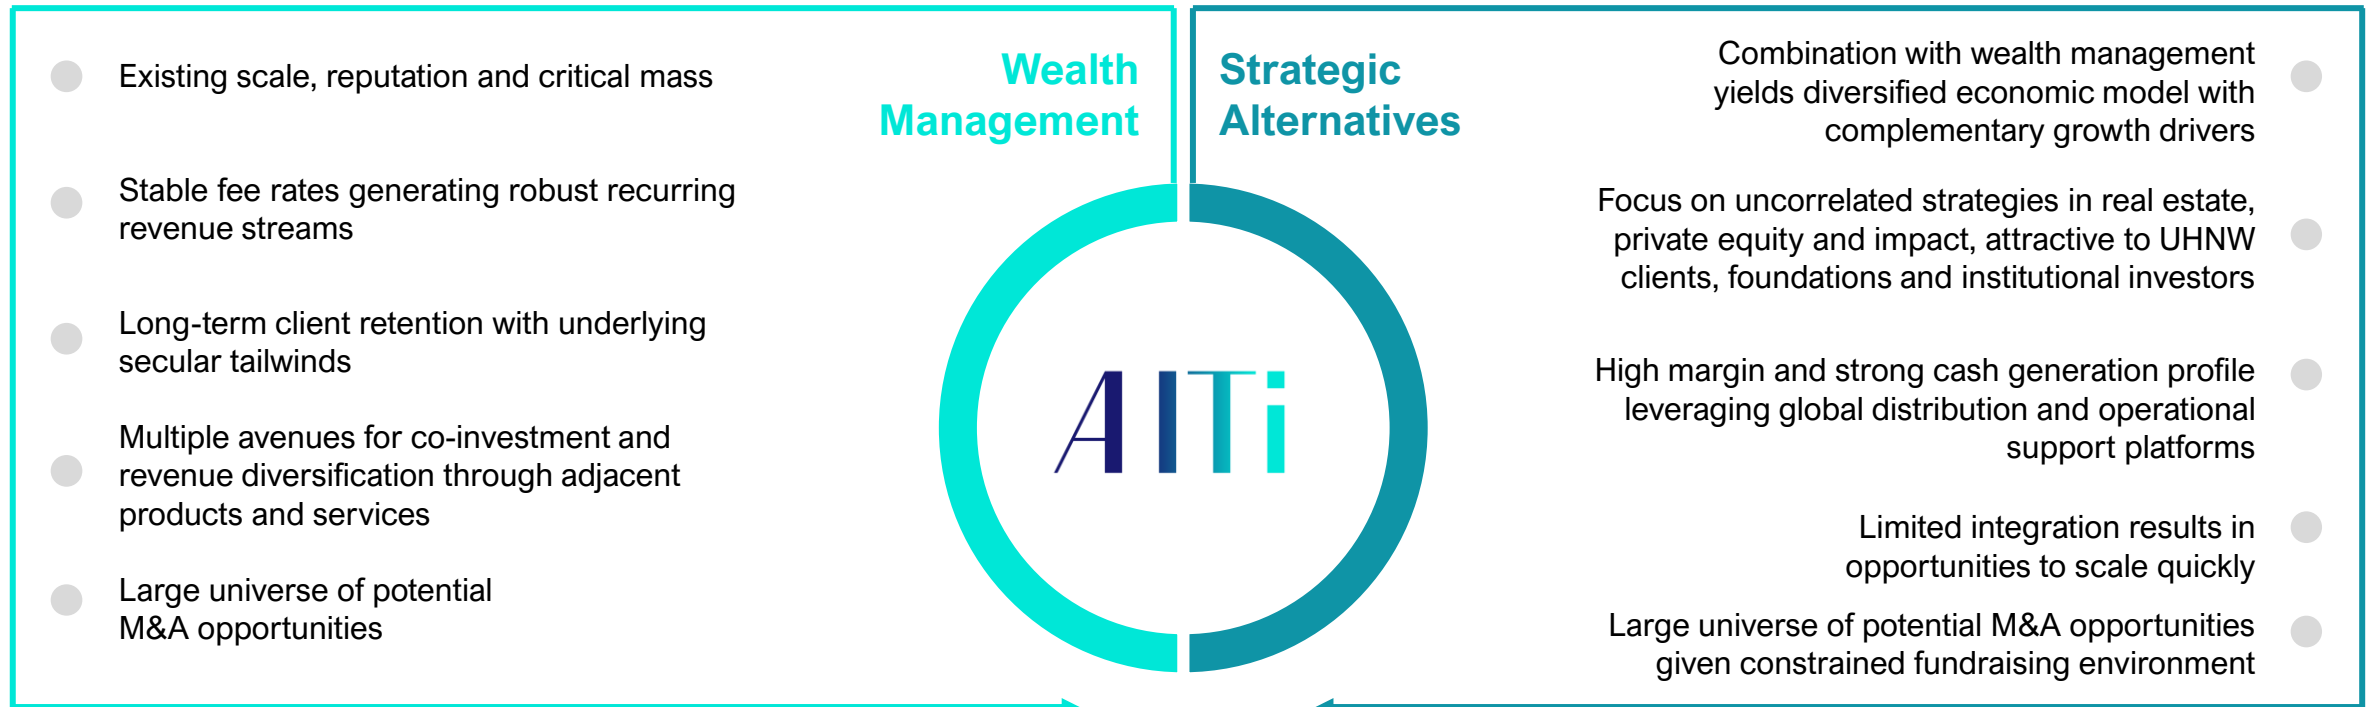 Wealth
Management
Existing scale, reputation and critical mass
Stable fee rates generating robust recurring
revenue streams
Long-term client retention with underlying
secular tailwinds
Multiple avenues for co-investment and
revenue diversification through adjacent
products and services
Large universe of potential
M&A opportunities
AlTi
Strategic
Alternatives
Combination with wealth management
yields diversified economic model with
complementary growth drivers
Focus on uncorrelated strategies in real estate,
private equity and impact, attractive to UHNW
clients, foundations and institutional investors
High margin and strong cash generation profile
leveraging global distribution and operational
support platforms
Limited integration results in
opportunities to scale quickly
Large universe of potential M&A opportunities
given constrained fundraising environment